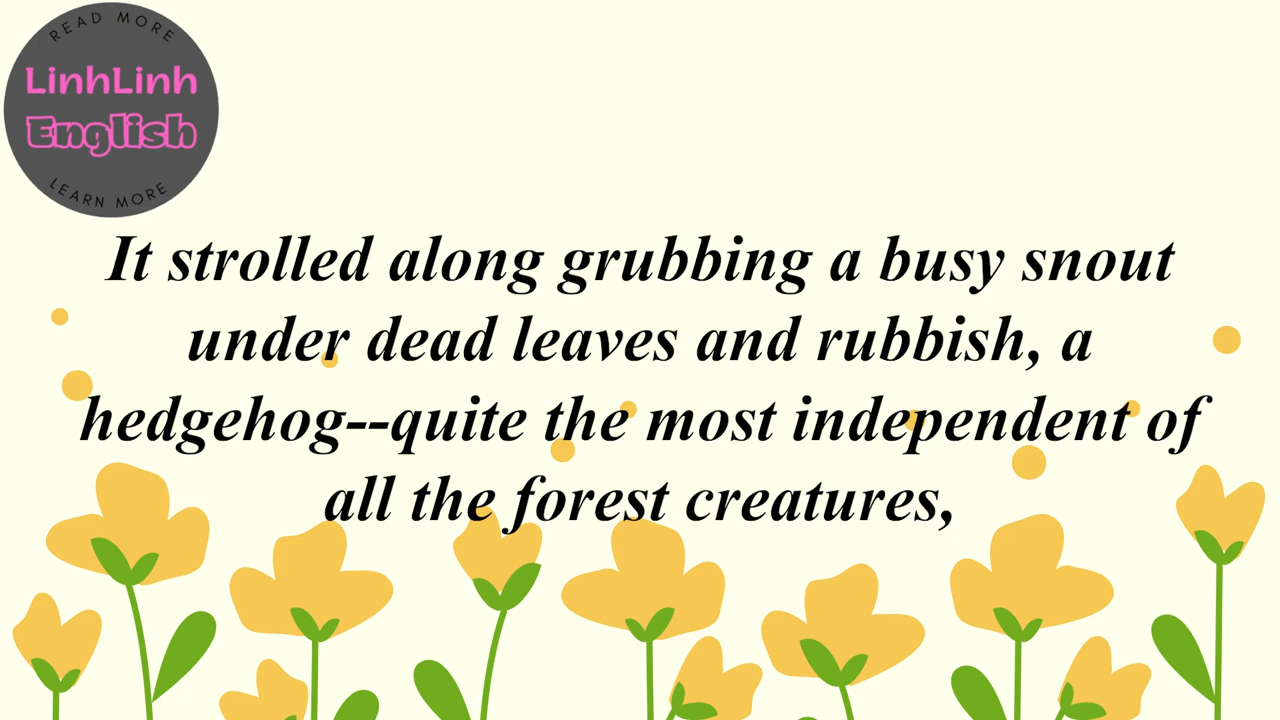 READ MORE
LinhLinh
English
LEARN MORE
It strolled along grubbing a busy snout
under dead leaves and rubbish, a
hedgehog--quite the most independent of
all the forest creatures,